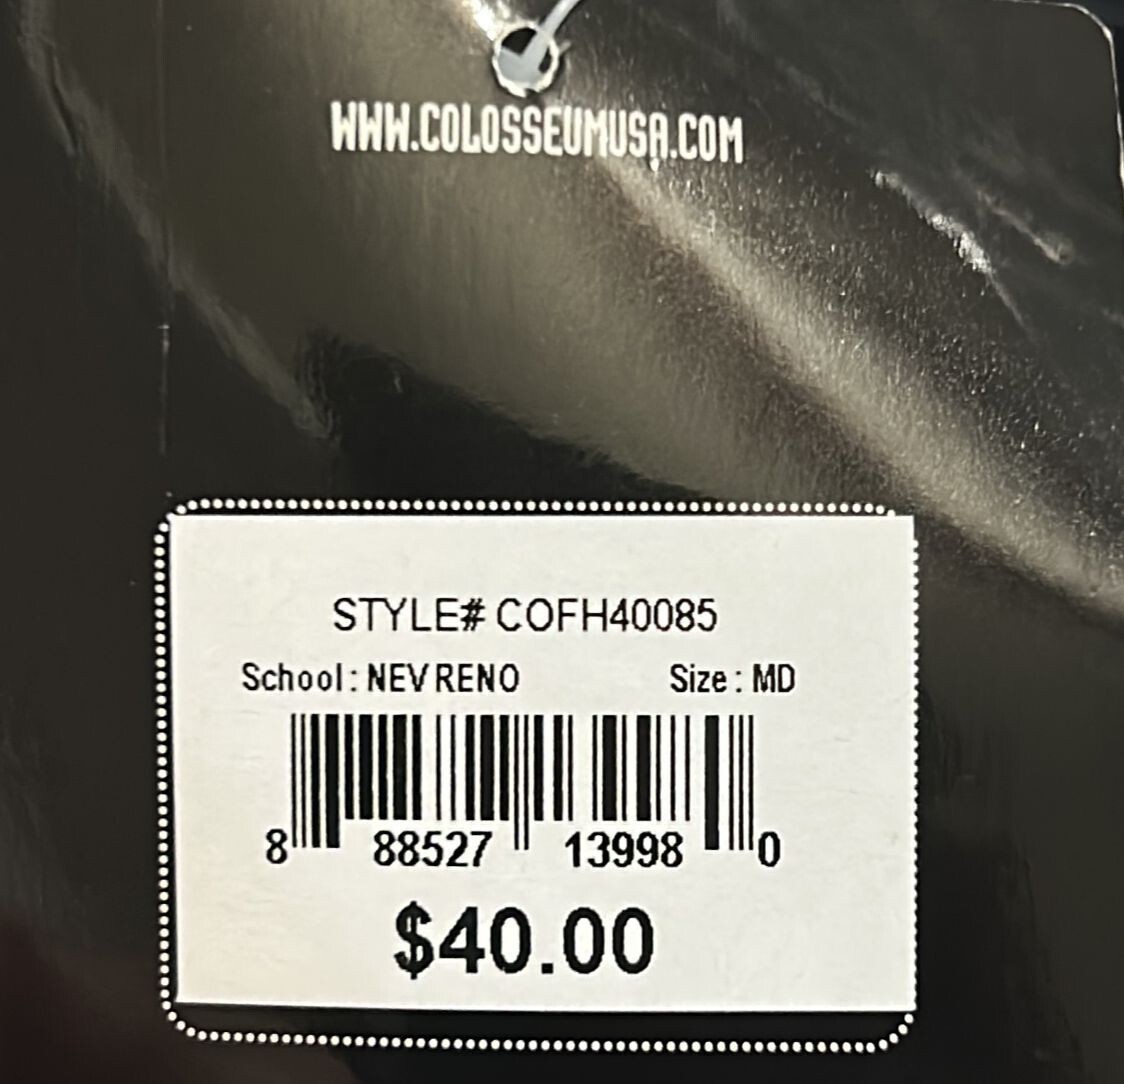 WWW.COLOSSEUMUSA.COM
STYLE# COFH40085
School : NEV RENO Size : MD
8 88527 13998 0
$40.00